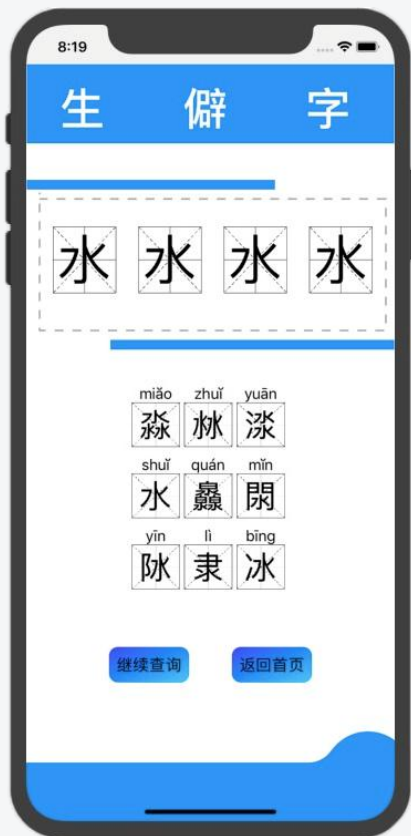 8:19
生 僻 字
水 水 水 水
miǎo zhuǐ yuān
淼 沝 渁
shuǐ quán mǐn
水 灥 閖
yīn lì bīng
隶 冰
继续查询 返回首页